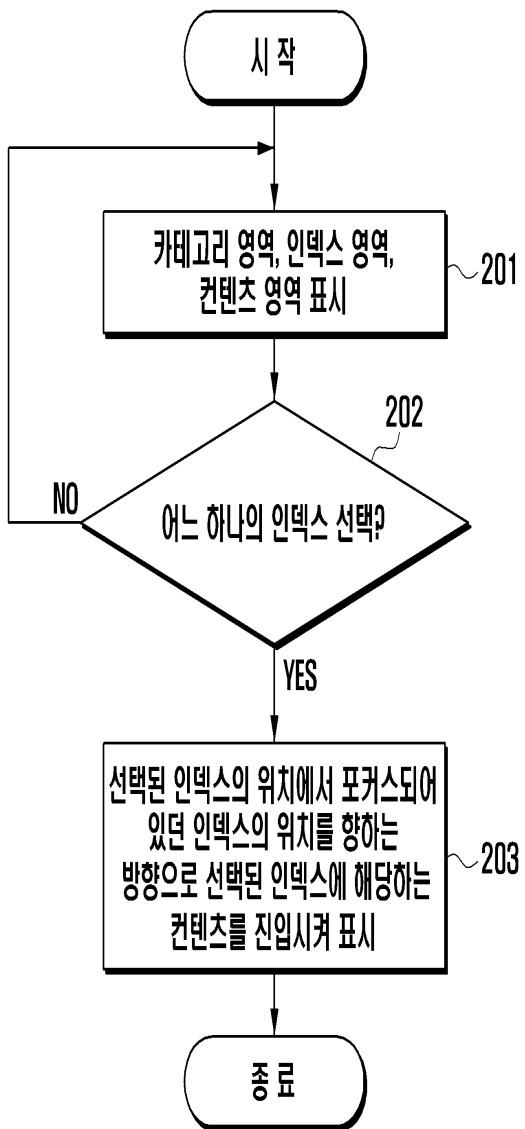 시 작
카테고리 영역, 인덱스 영역,
컨텐츠 영역 표시
201
202
NO
어느 하나의 인덱스 선택?
YES
선택된 인덱스의 위치에서 포커스되어
있던 인덱스의 위치를 향하는
방향으로 선택된 인덱스에 해당하는
컨텐츠를 진입시켜 표시
203
종 료